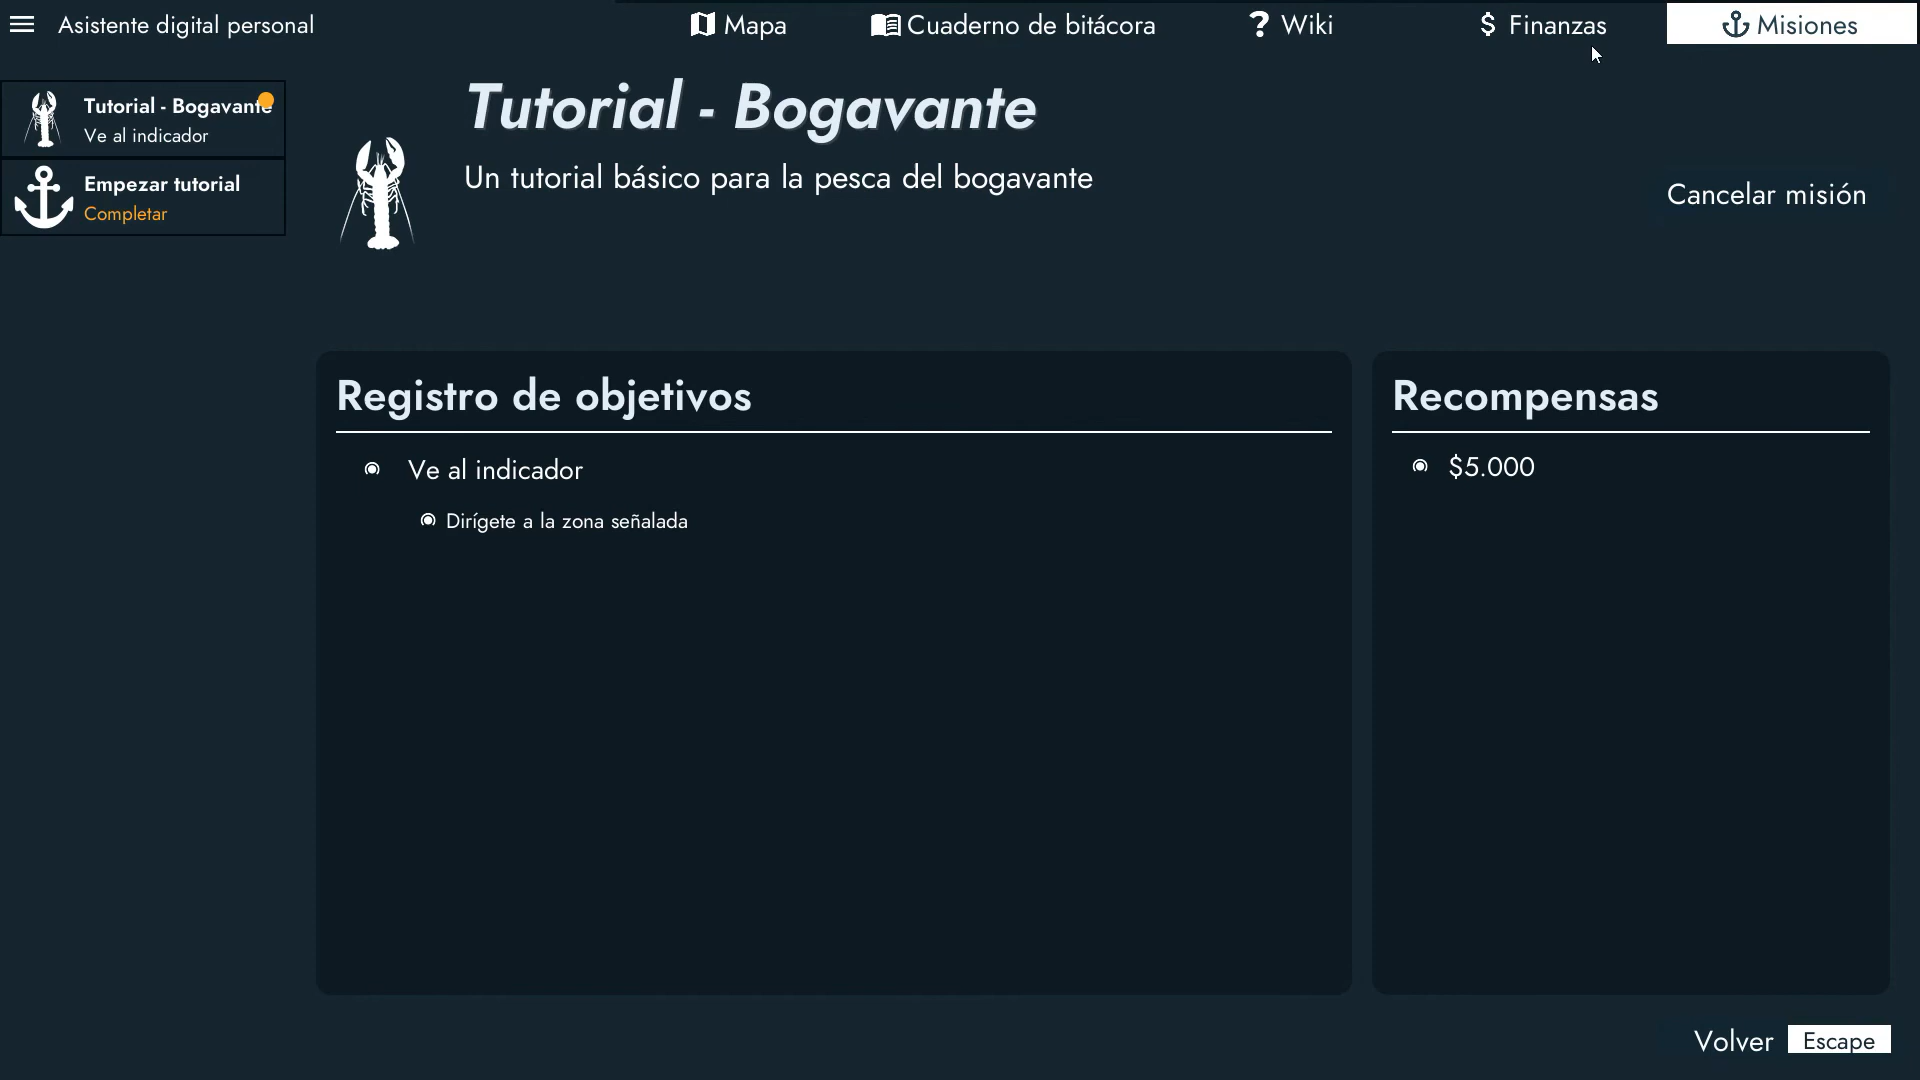 Asistente digital personal
Mapa
Cuaderno de bitácora
Wiki
Finanzas
Misiones
Tutorial - Bogavante
Ve al indicador
Empezar tutorial
Completar
Tutorial - Bogavante
Un tutorial básico para la pesca del bogavante
Cancelar misión
Registro de objetivos
Ve al indicador
Dirígete a la zona señalada
Recompensas
$5.000
Volver
Escape